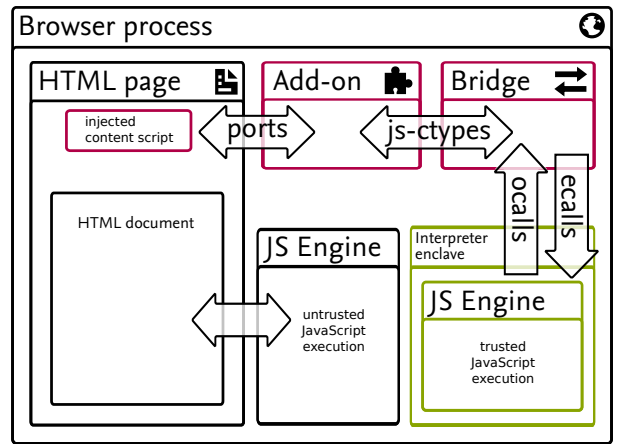 Browser process
HTML page
Add-on
Bridge
injected
content script
ports
js-ctypes
ocalls
ecalls
HTML document
JS Engine
untrusted
JavaScript
execution
Interpreter
enclave
JS Engine
trusted
JavaScript
execution